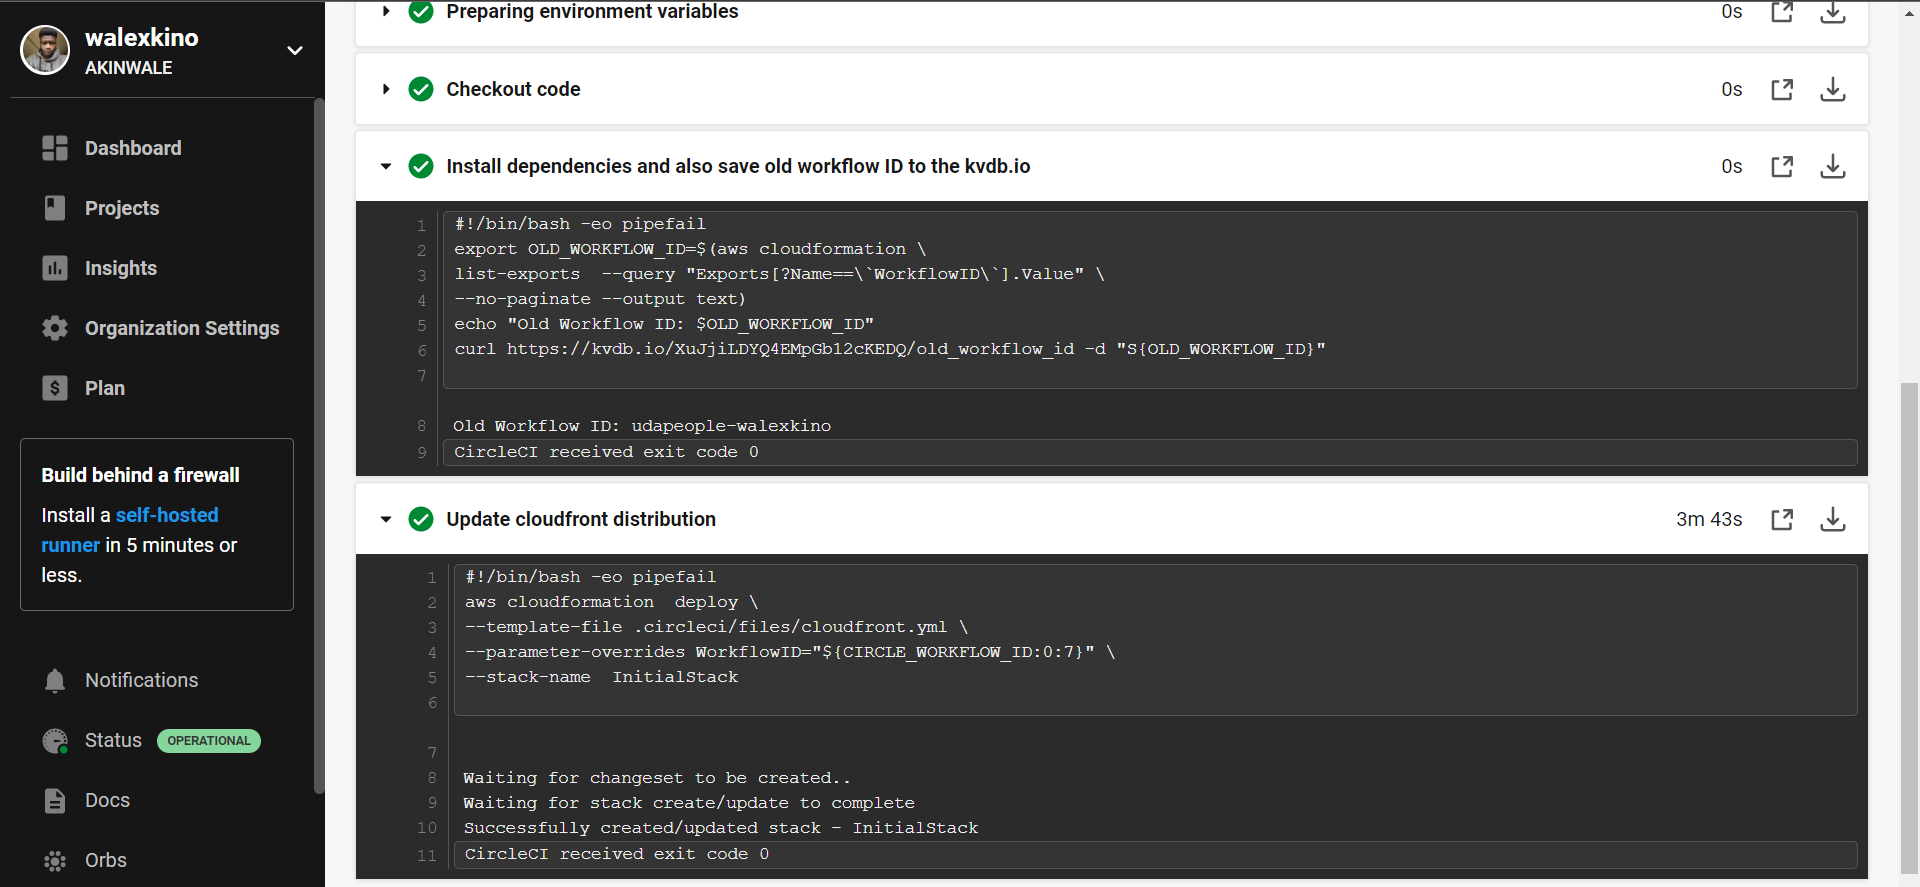 walexkino
AKINWALE
Dashboard
Projects
Insights
Organization Settings
Plan
Build behind a firewall
Install a self-hosted
runner in 5 minutes or
less.
Notifications
Status OPERATIONAL
Docs
Orbs
Preparing environment variables 0s
Checkout code 0s
Install dependencies and also save old workflow ID to the kvdb.io 0s
1 #!/bin/bash -eo pipefail
2 export OLD_WORKFLOW_ID=$(aws cloudformation \
3 list-exports  --query "Exports[?Name==\`WorkflowID\`].Value" \
4 --no-paginate --output text)
5 echo "Old Workflow ID: $OLD_WORKFLOW_ID"
6 curl https://kvdb.io/XuJjiLDYQ4EMpGb12cKEDQ/old_workflow_id -d "S{OLD_WORKFLOW_ID}"
7
8 Old Workflow ID: udapeople-walexkino
9 CircleCI received exit code 0
Update cloudfront distribution 3m 43s
1 #!/bin/bash -eo pipefail
2 aws cloudformation  deploy \
3 --template-file .circleci/files/cloudfront.yml \
4 --parameter-overrides WorkflowID="${CIRCLE_WORKFLOW_ID:0:7}" \
5 --stack-name  InitialStack
6
7
8 Waiting for changeset to be created..
9 Waiting for stack create/update to complete
10 Successfully created/updated stack - InitialStack
11 CircleCI received exit code 0